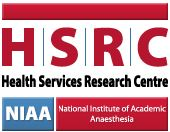 HSRC
Health Services Research Centre
NIAA
National Institute of Academic
Anaesthesia